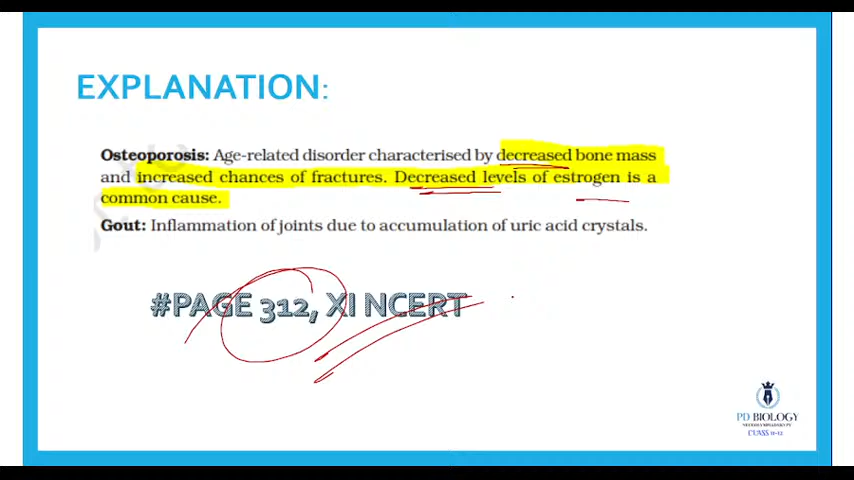 EXPLANATION:
Osteoporosis: Age-related disorder characterised by decreased bone mass
and increased chances of fractures. Decreased levels of estrogen is a
common cause.
Gout: Inflammation of joints due to accumulation of uric acid crystals.
#PAGE 312, XI NCERT
PD BIOLOGY
CLASS 11-12